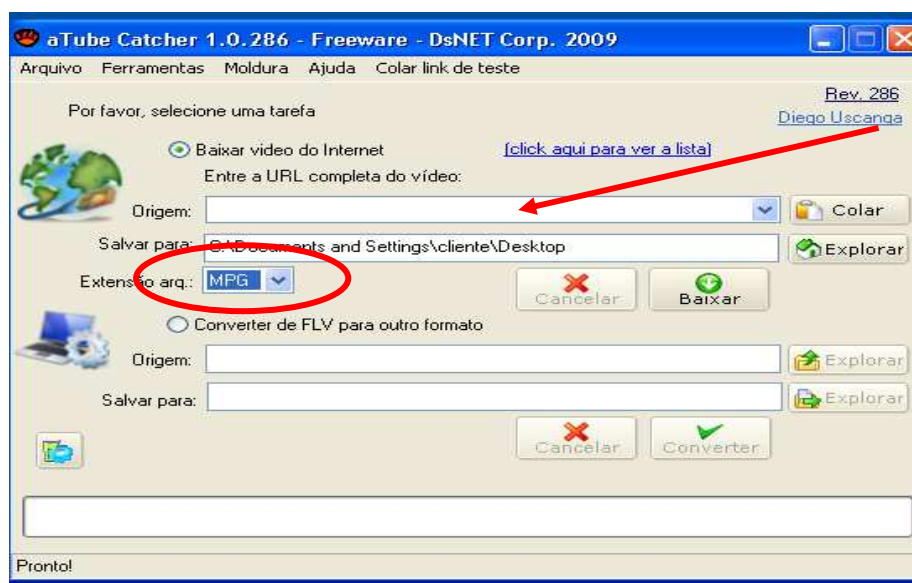 aTube Catcher 1.0.286 - Freeware - DsNET Corp. 2009
Arquivo Ferramentas Moldura Ajuda Colar link de teste
Rev. 286
Por favor, selecione uma tarefa
Diego Uscanga
Baixar video do Internet
(click aqui para ver a lista)
Entre a URL completa do vídeo:
Origem:
Colar
Salvar para: C:\Documents and Settings\cliente\Desktop
Explorar
Extensão arq.: MPG
Cancelar
Baixar
Converter de FLV para outro formato
Origem:
Explorar
Salvar para:
Explorar
Cancelar
Converter
Pronto!